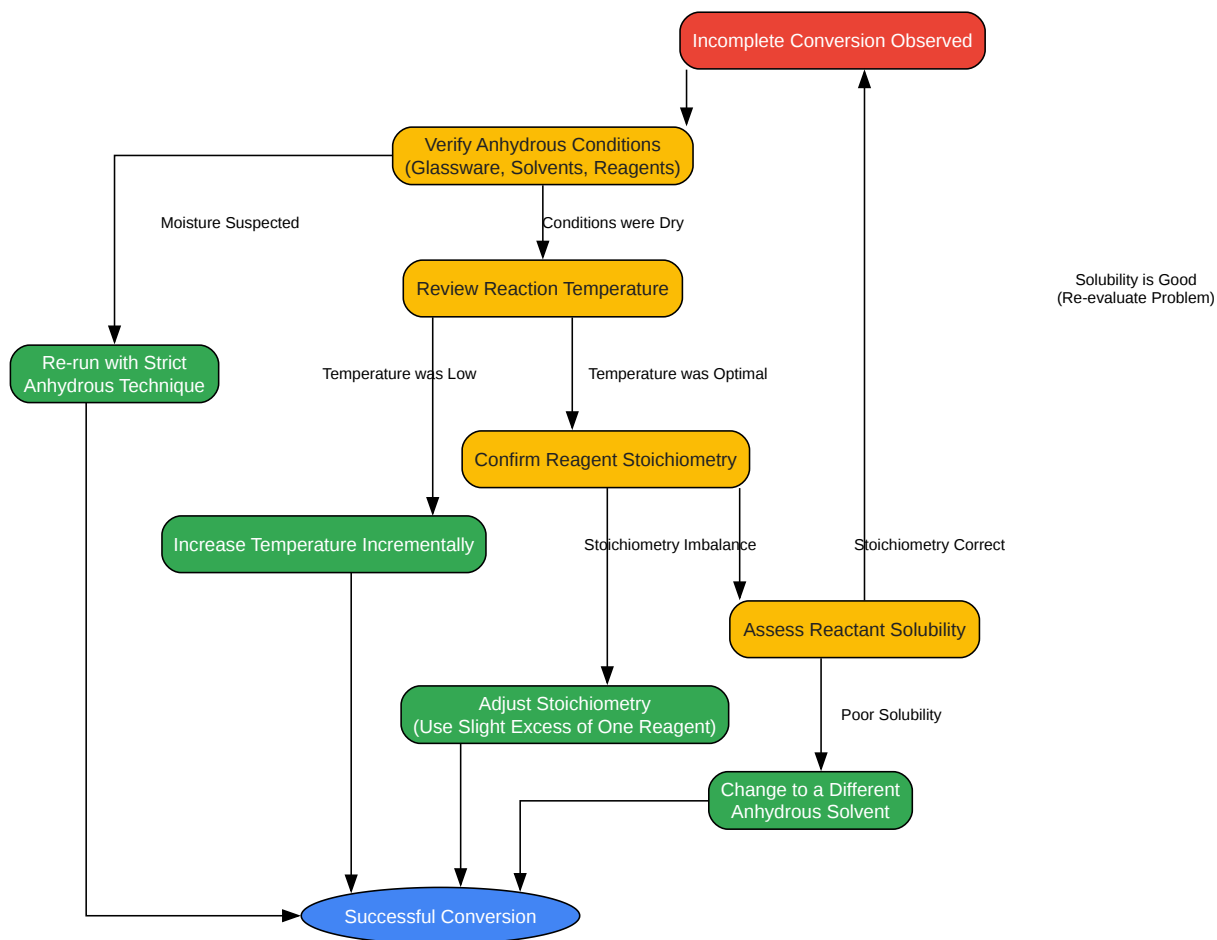 Incomplete Conversion Observed
Verify Anhydrous Conditions
(Glassware, Solvents, Reagents)
Moisture Suspected
Conditions were Dry
Review Reaction Temperature
Solubility is Good
(Re-evaluate Problem)
Re-run with Strict
Anhydrous Technique
Temperature was Low
Temperature was Optimal
Confirm Reagent Stoichiometry
Increase Temperature Incrementally
Stoichiometry Imbalance
Stoichiometry Correct
Assess Reactant Solubility
Adjust Stoichiometry
(Use Slight Excess of One Reagent)
Poor Solubility
Change to a Different
Anhydrous Solvent
Successful Conversion